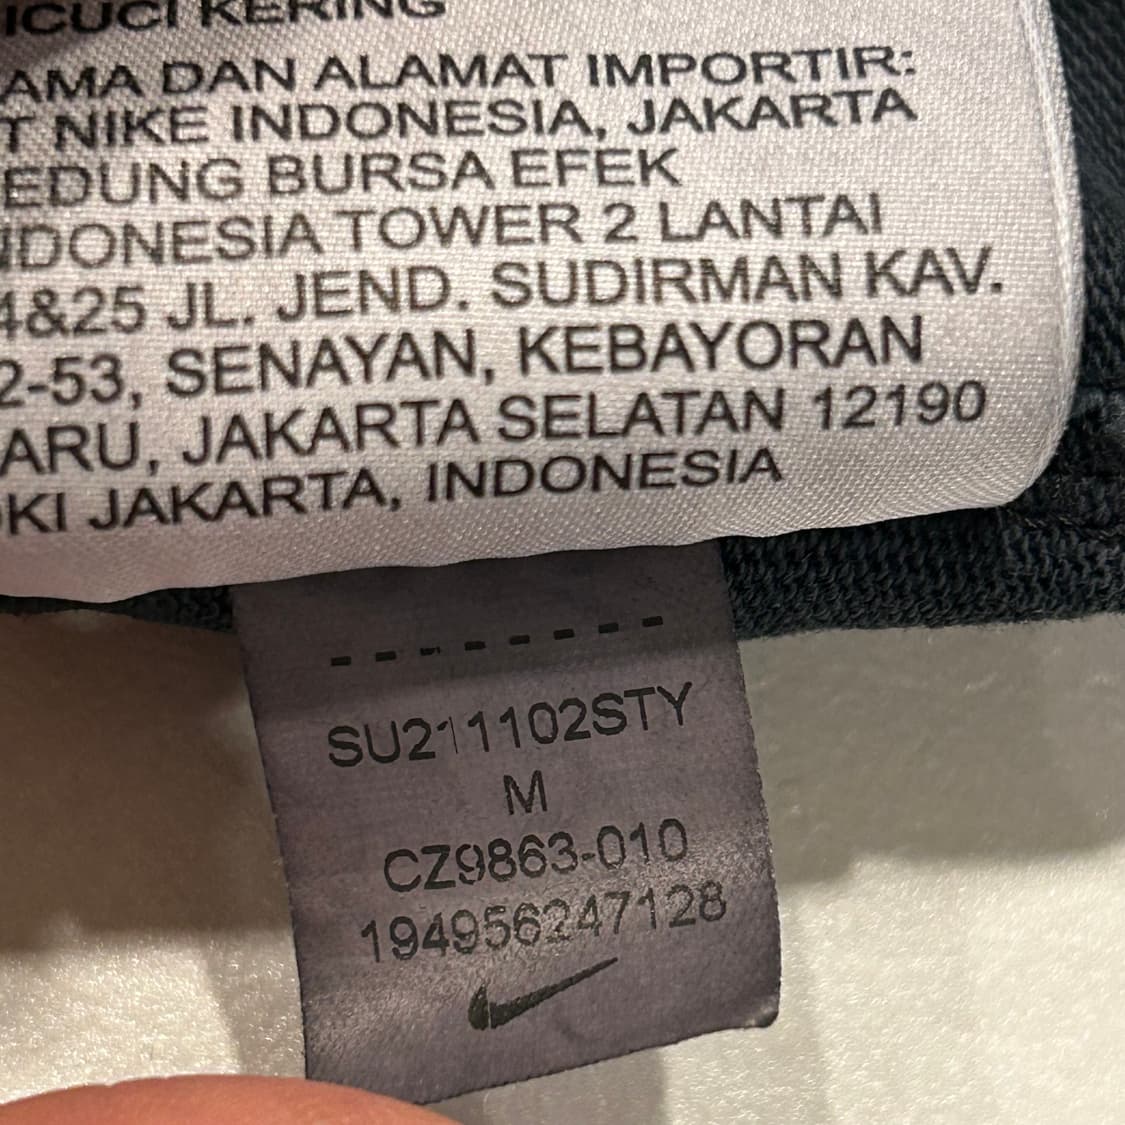 ICUCI KERING
AMA DAN ALAMAT IMPORTIR:
T NIKE INDONESIA, JAKARTA
EDUNG BURSA EFEK
NDONESIA TOWER 2 LANTAI
4&25 JL. JEND. SUDIRMAN KAV.
2-53, SENAYAN, KEBAYORAN
ARU, JAKARTA SELATAN 12190
DKI JAKARTA, INDONESIA
SU211102STY
M
CZ9863-010
194956247128